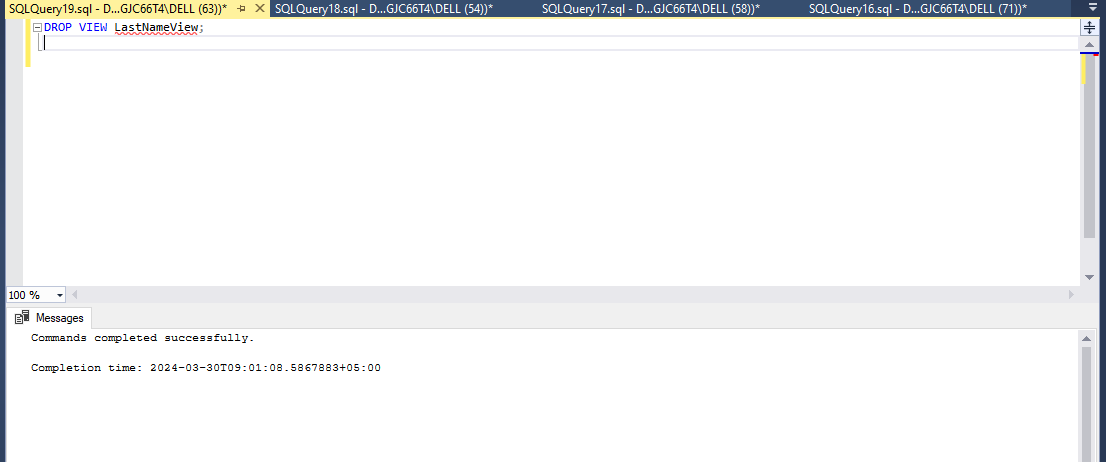 SQLQuery19.sql - D...GJC66T4\DELL (63))* SQLQuery18.sql - D...GJC66T4\DELL (54))* SQLQuery17.sql - D...GJC66T4\DELL (58))* SQLQuery16.sql - D...GJC66T4\DELL (71))*
DROP VIEW LastNameView;
100 %
Messages
Commands completed successfully.
Completion time: 2024-03-30T09:01:08.5867883+05:00